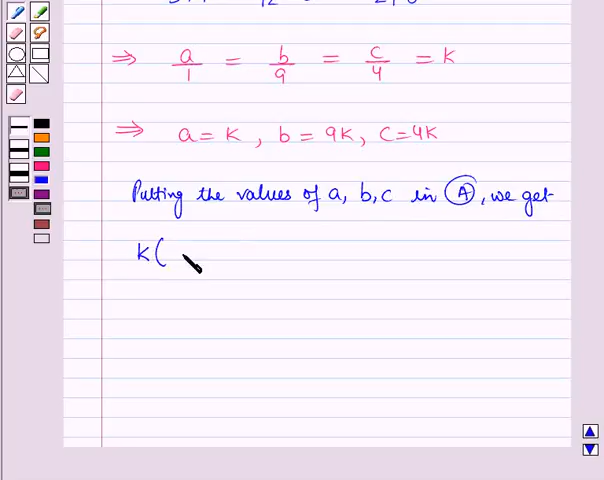 ⇒ a/1 = b/9 = c/4 = K
⇒ a = K, b = 9K, c = 4K
Putting the values of a, b, c in Ⓐ, we get
K(